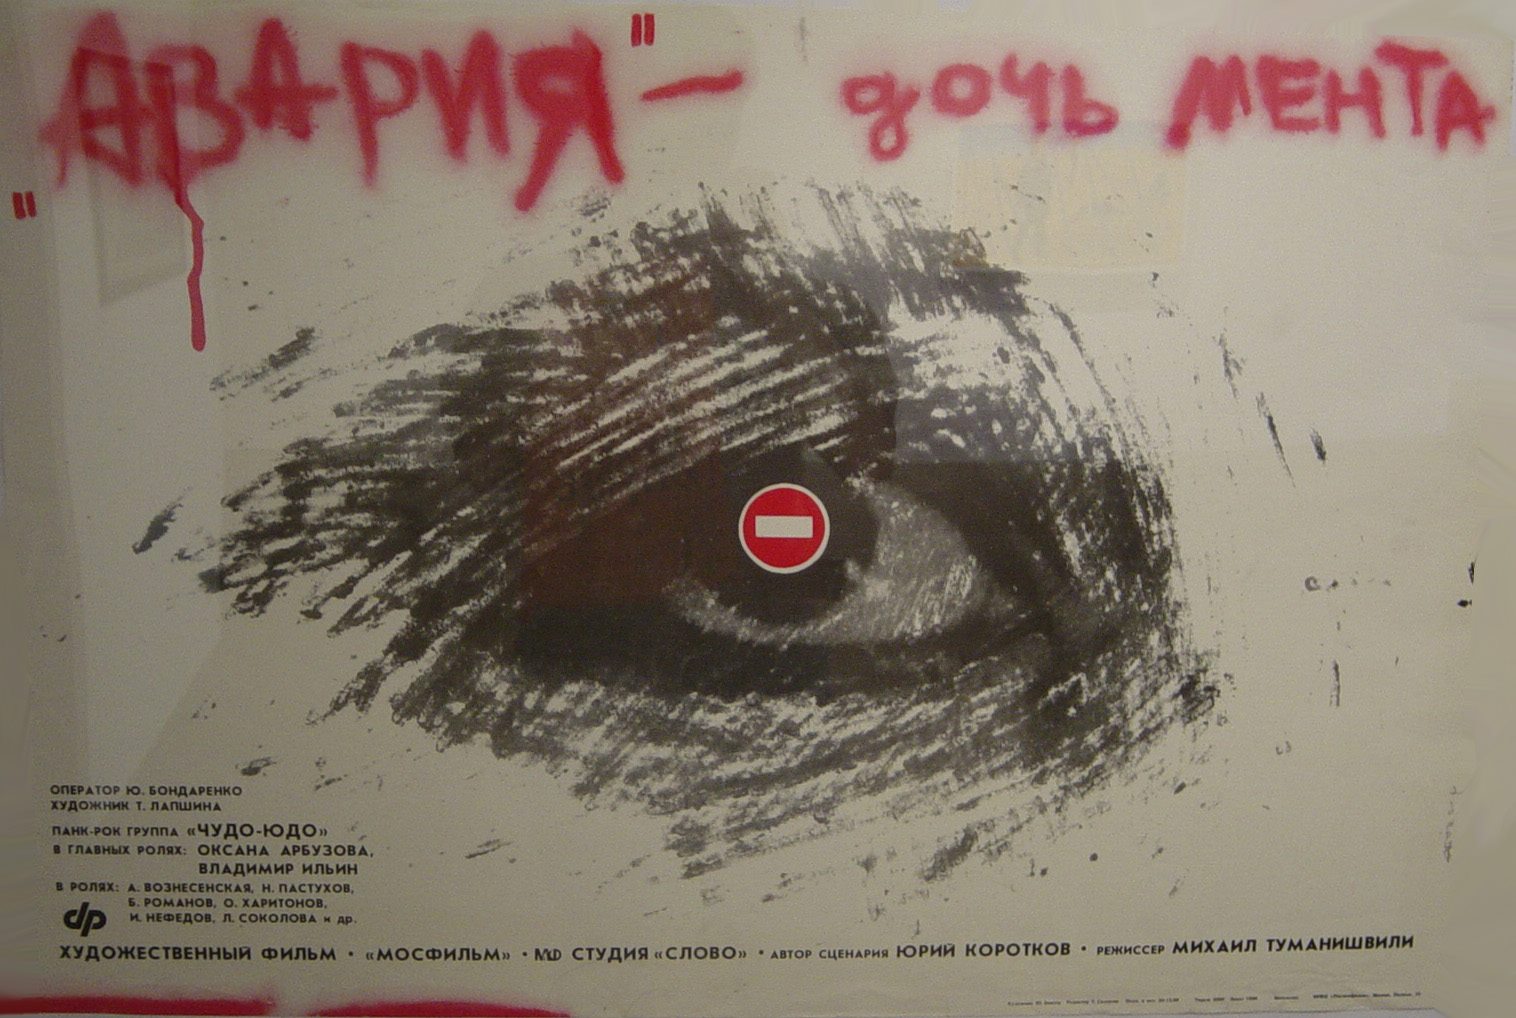 "АВАРИЯ" — дочь МЕНТА
ОПЕРАТОР Ю. БОНДАРЕНКО
ХУДОЖНИК Т. ЛАПШИНА
ПАНК-РОК ГРУППА «ЧУДО-ЮДО»
В ГЛАВНЫХ РОЛЯХ: ОКСАНА АРБУЗОВА,
ВЛАДИМИР ИЛЬИН
В РОЛЯХ: А. ВОЗНЕСЕНСКАЯ, Н. ПАСТУХОВ,
Б. РОМАНОВ, О. ХАРИТОНОВ,
И. НЕФЕДОВ, Л. СОКОЛОВА и др.
ХУДОЖЕСТВЕННЫЙ ФИЛЬМ • «МОСФИЛЬМ» • СТУДИЯ «СЛОВО» • АВТОР СЦЕНАРИЯ ЮРИЙ КОРОТКОВ • РЕЖИССЕР МИХАИЛ ТУМАНИШВИЛИ